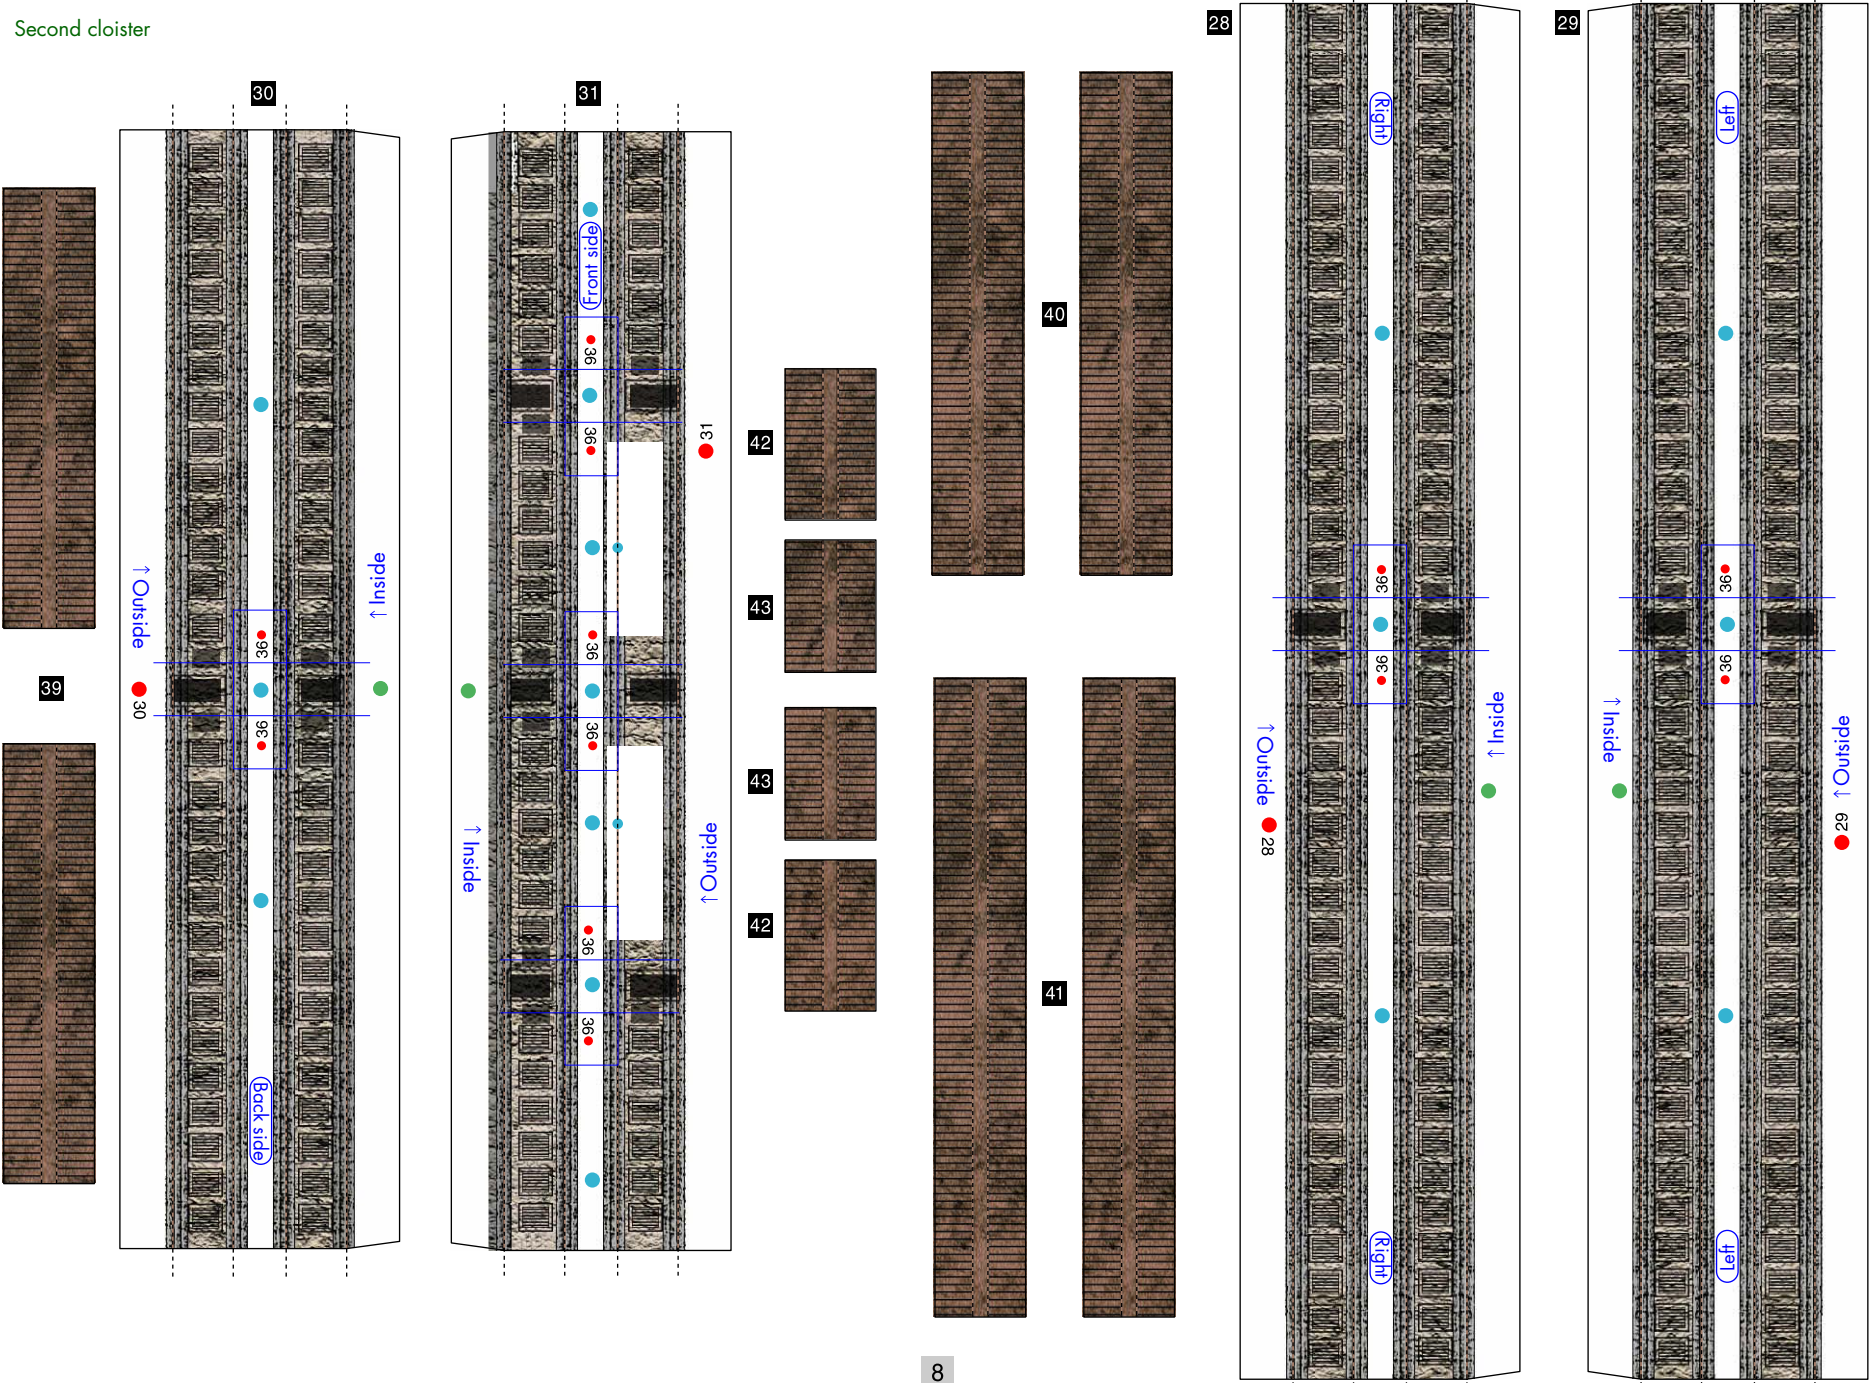 Second cloister
30
31
28
29
39
40
41
42
43
43
42
↑ Outside
30
↑ Inside
36
36
Back side
Front side
36
36
36
36
36
36
31
↑ Inside
↑ Outside
Right
36
36
↑ Outside
28
↑ Inside
Right
Left
36
36
↑ Inside
↑ Outside
29
Left
8